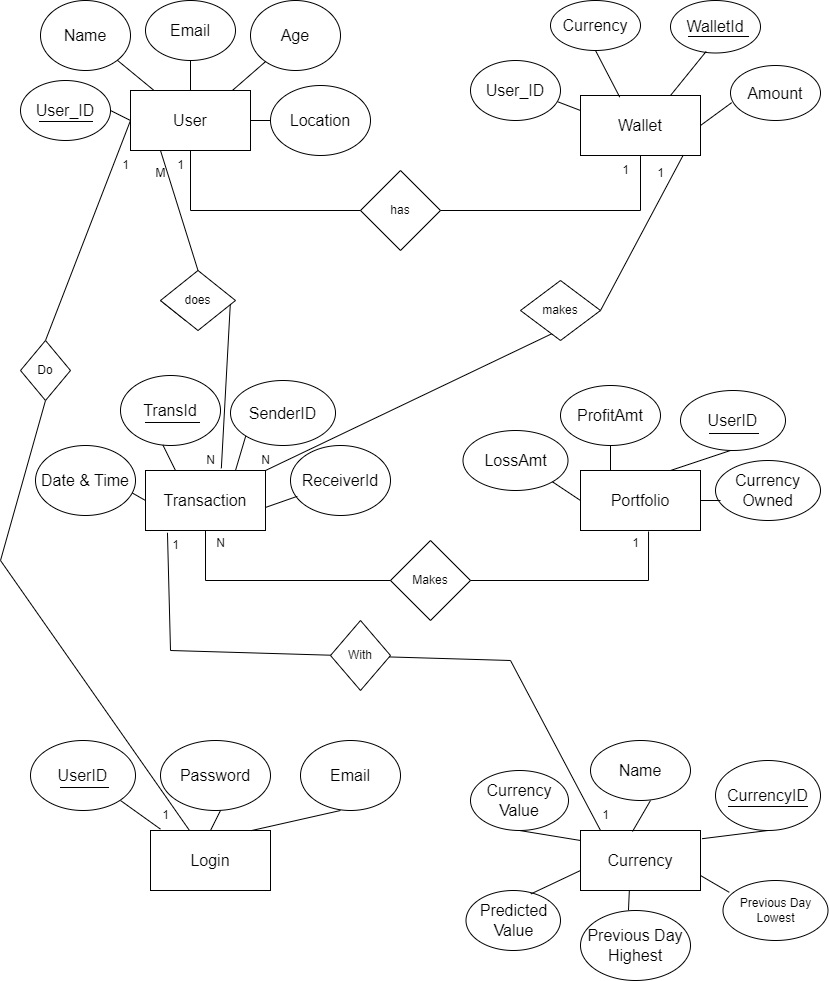 Name
Email
Age
User_ID
User
Location
Currency
WalletId
User_ID
Amount
Wallet
1
M
1
1
1
has
does
makes
Do
TransId
SenderID
Date & Time
N
N
ReceiverId
Transaction
ProfitAmt
UserID
LossAmt
Currency
Owned
Portfolio
1
N
1
Makes
With
UserID
Password
Email
1
Login
Currency
Value
Name
CurrencyID
1
Currency
Predicted
Value
Previous Day
Highest
Previous Day
Lowest